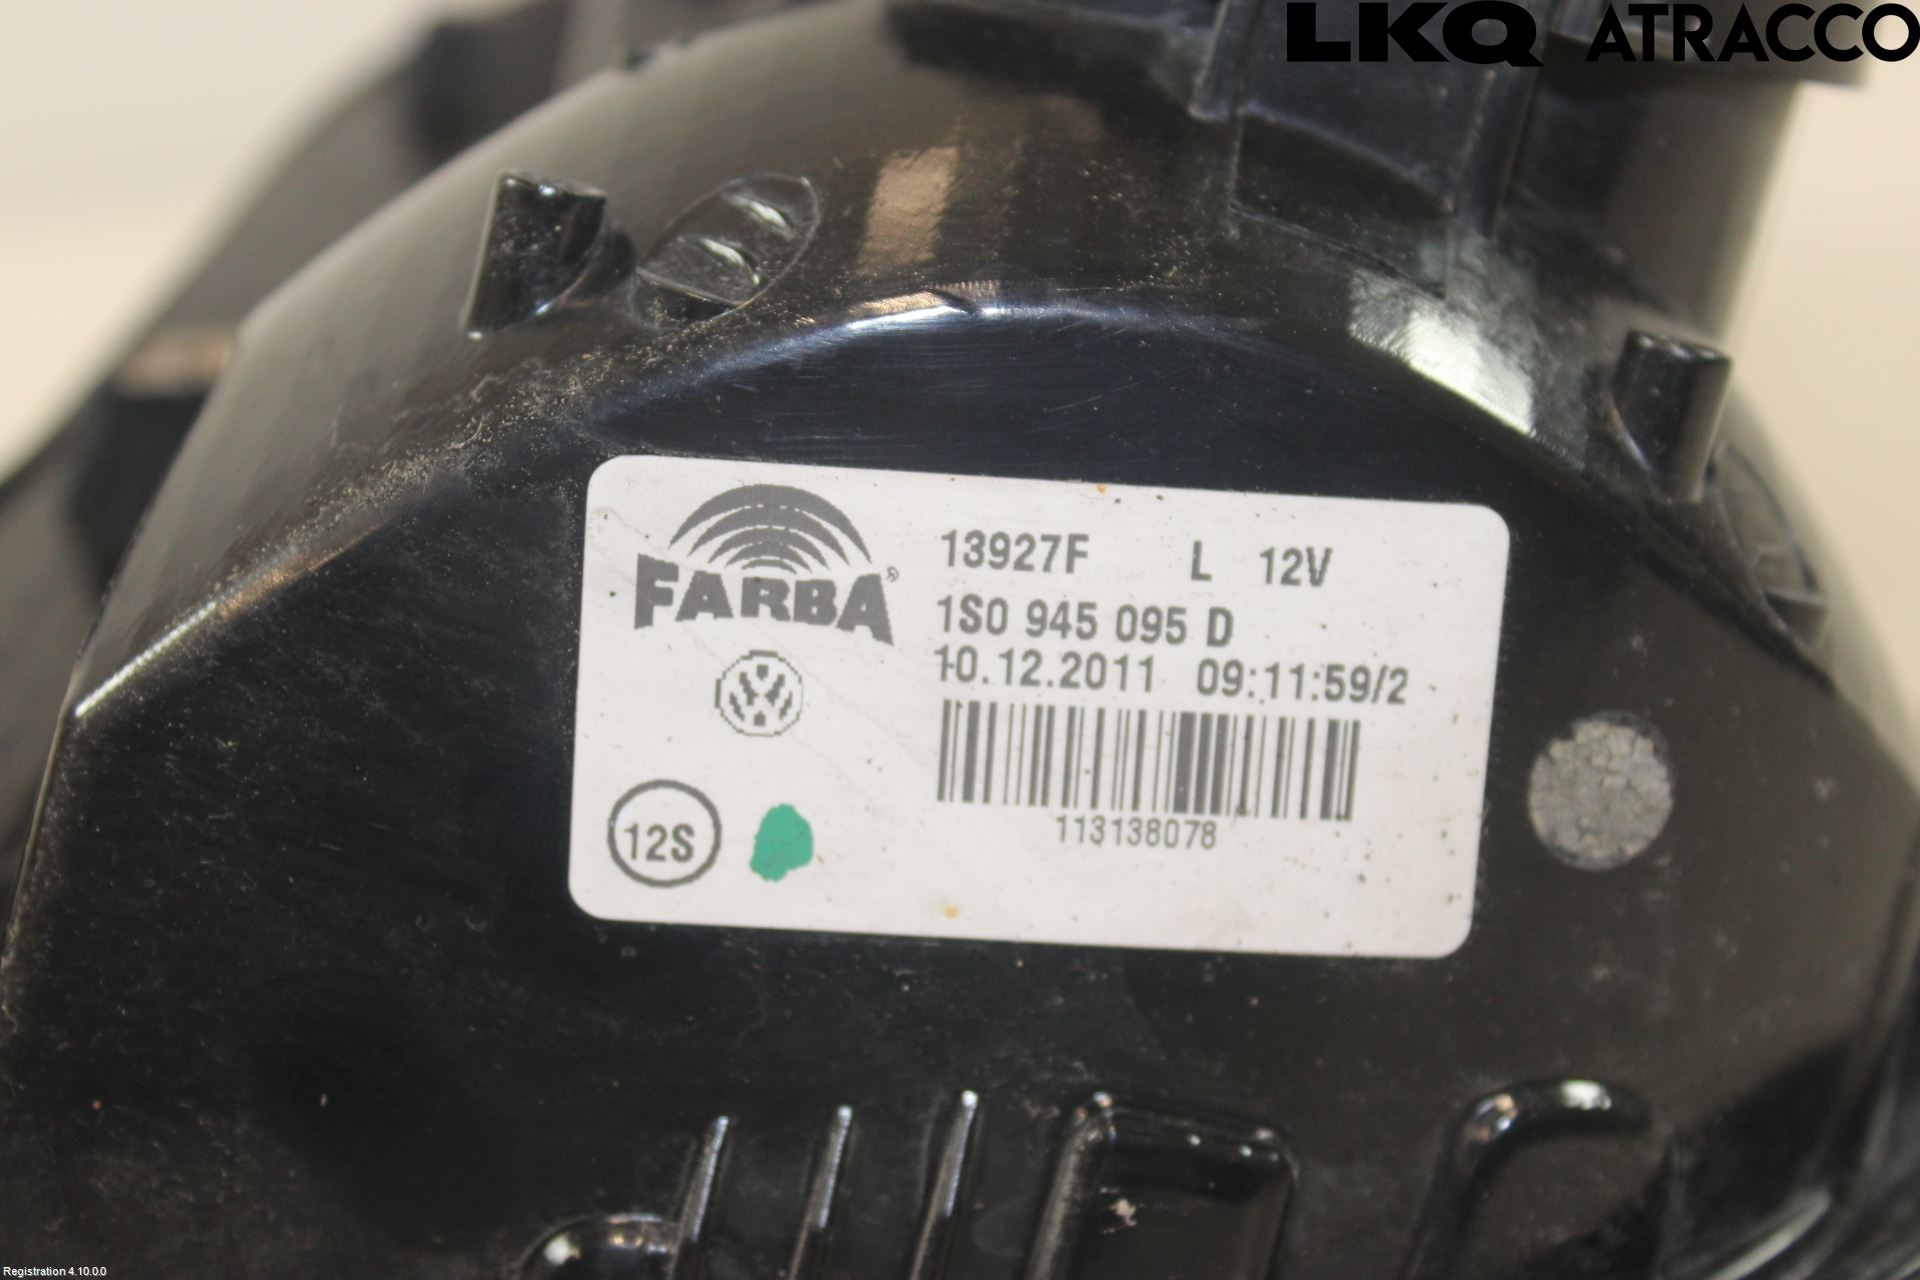 LKQ ATRACCO
FARBA®
13927F L 12V
1S0 945 095 D
10.12.2011 09:11:59/2
VW
113138078
12S
Registration 4.10.0.0